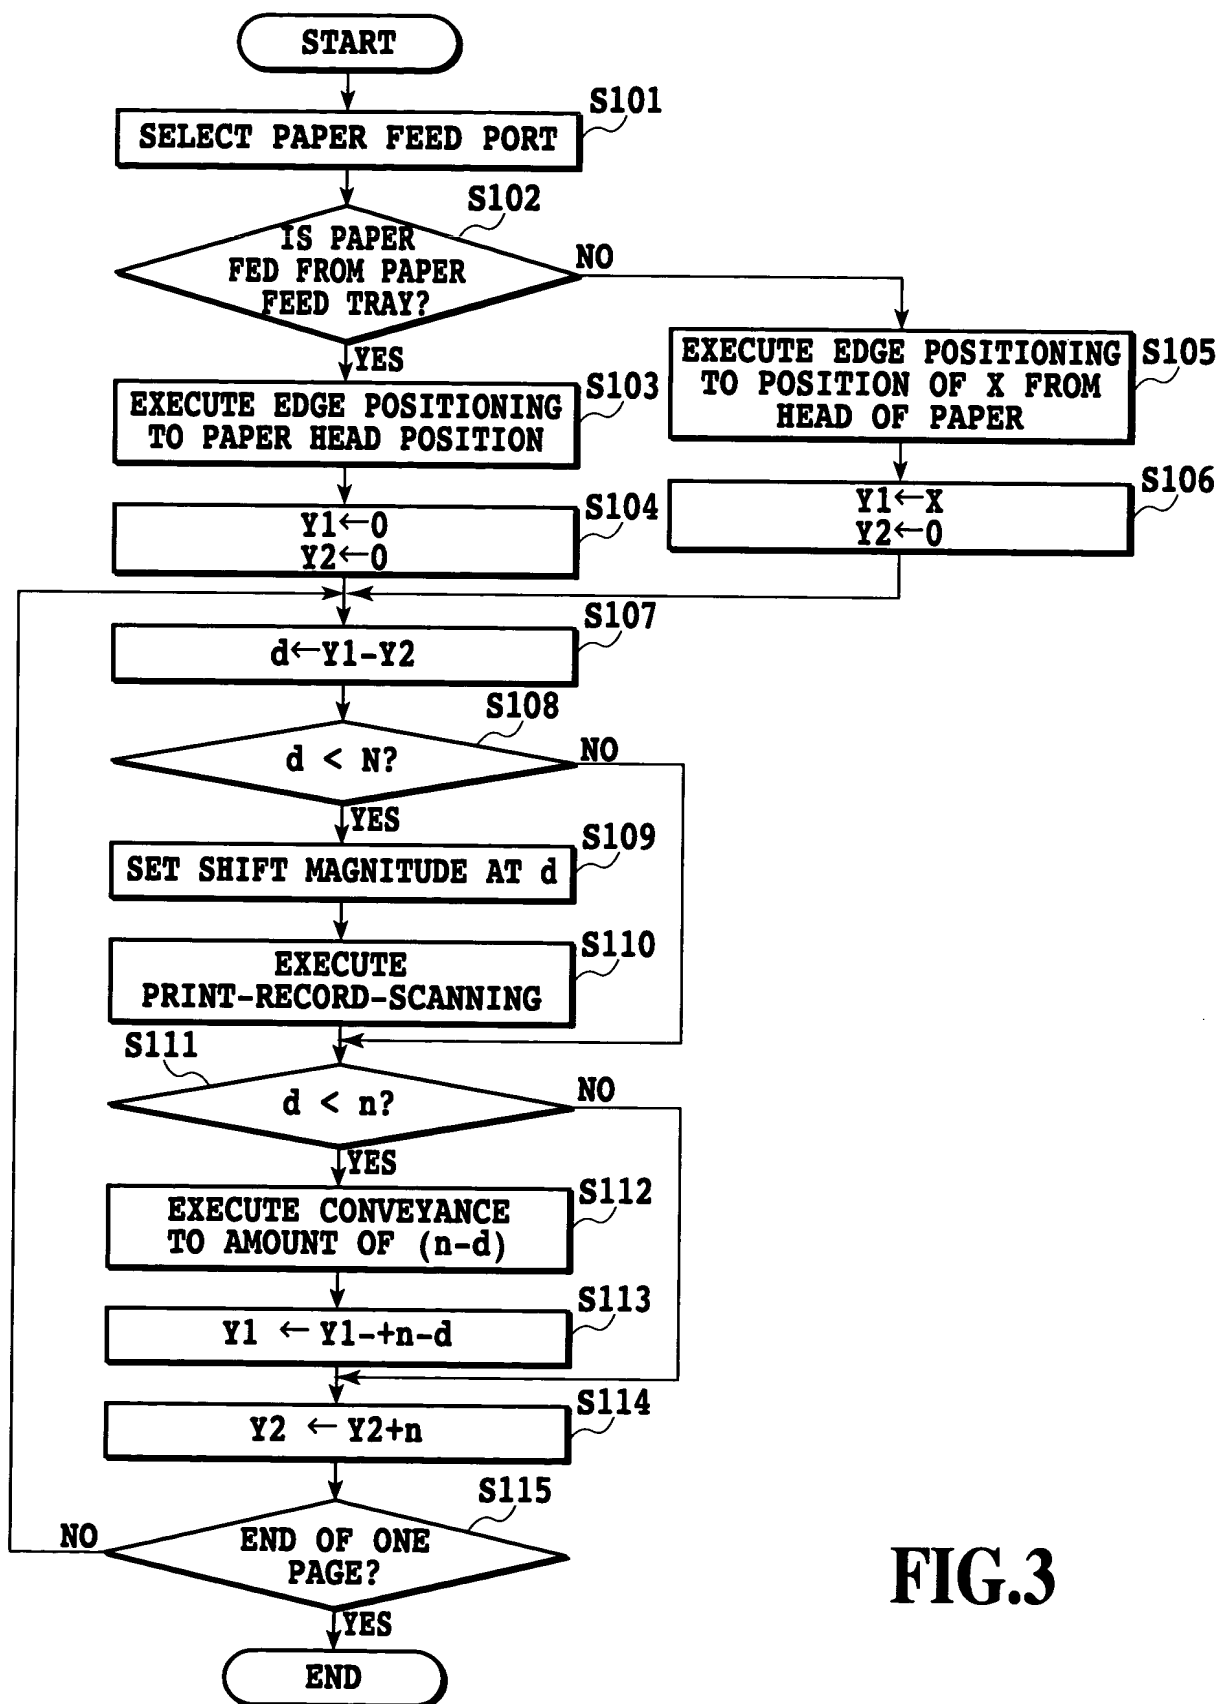 START
S101
SELECT PAPER FEED PORT
S102
IS PAPER
FED FROM PAPER
FEED TRAY?
NO
YES
S105
EXECUTE EDGE POSITIONING
TO POSITION OF X FROM
HEAD OF PAPER
S103
EXECUTE EDGE POSITIONING
TO PAPER HEAD POSITION
S106
Y1←X
Y2←0
S104
Y1←0
Y2←0
S107
d←Y1-Y2
S108
d < N?
NO
YES
S109
SET SHIFT MAGNITUDE AT d
S110
EXECUTE
PRINT-RECORD-SCANNING
S111
d < n?
NO
YES
S112
EXECUTE CONVEYANCE
TO AMOUNT OF (n-d)
S113
Y1 ← Y1-+n-d
S114
Y2 ← Y2+n
S115
END OF ONE
PAGE?
NO
YES
END
FIG.3